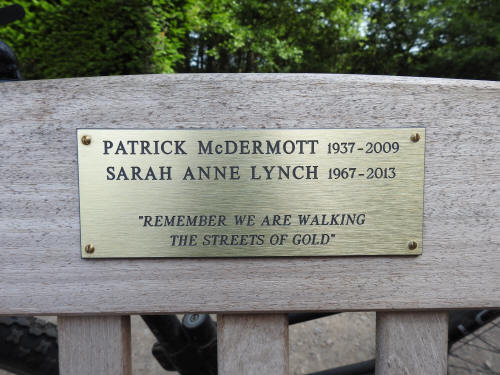 PATRICK McDERMOTT 1937-2009
SARAH ANNE LYNCH 1967-2013
"REMEMBER WE ARE WALKING
THE STREETS OF GOLD"